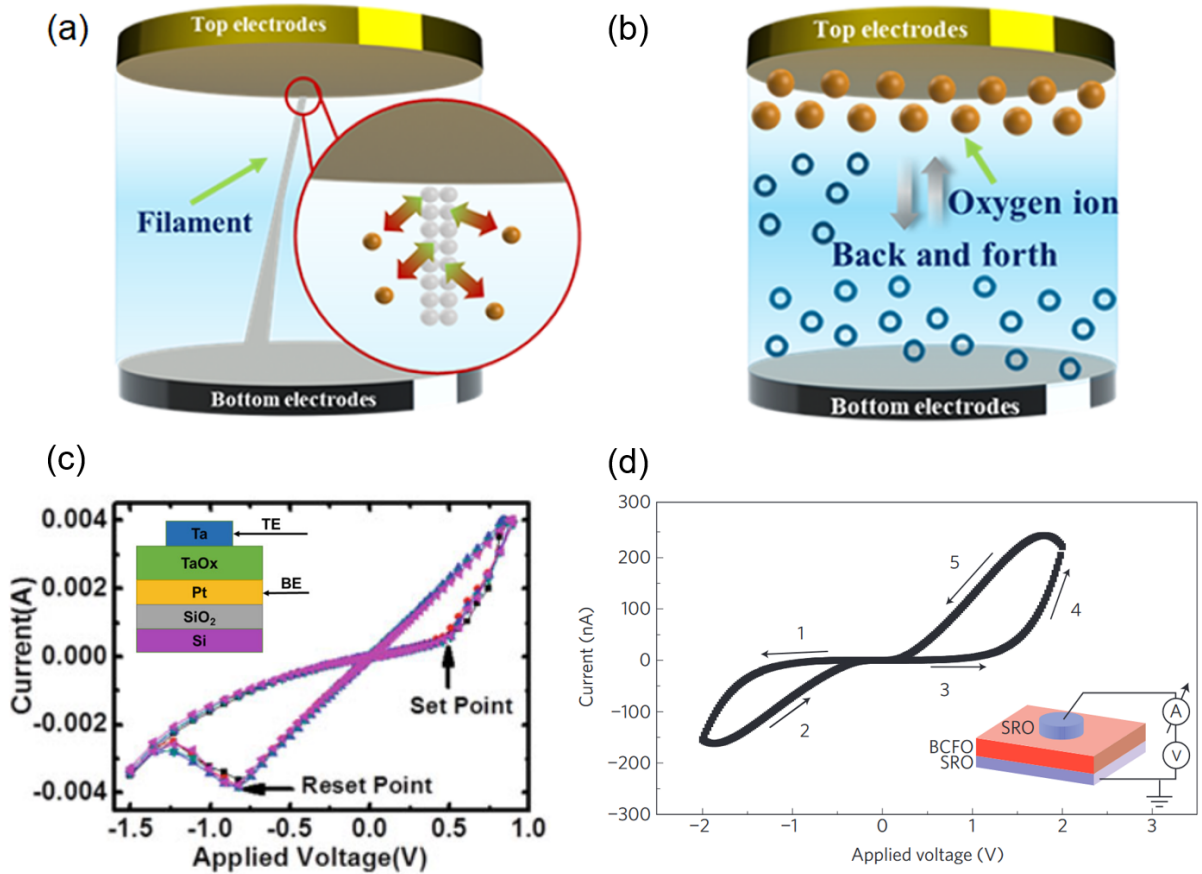 (a)
Top electrodes
Filament
Bottom electrodes
(b)
Top electrodes
Oxygen ion
Back and forth
Bottom electrodes
(c)
Current(A)
0.004
0.002
0.000
-0.002
-0.004
Ta
TE
TaOx
Pt
BE
SiO2
Si
Set Point
Reset Point
-1.5 -1.0 -0.5 0.0 0.5 1.0
Applied Voltage(V)
(d)
Current (nA)
300
200
100
0
−100
−200
−300
5
4
1
3
2
SRO
BCFO
SRO
A
V
−2 −1 0 1 2 3
Applied voltage (V)